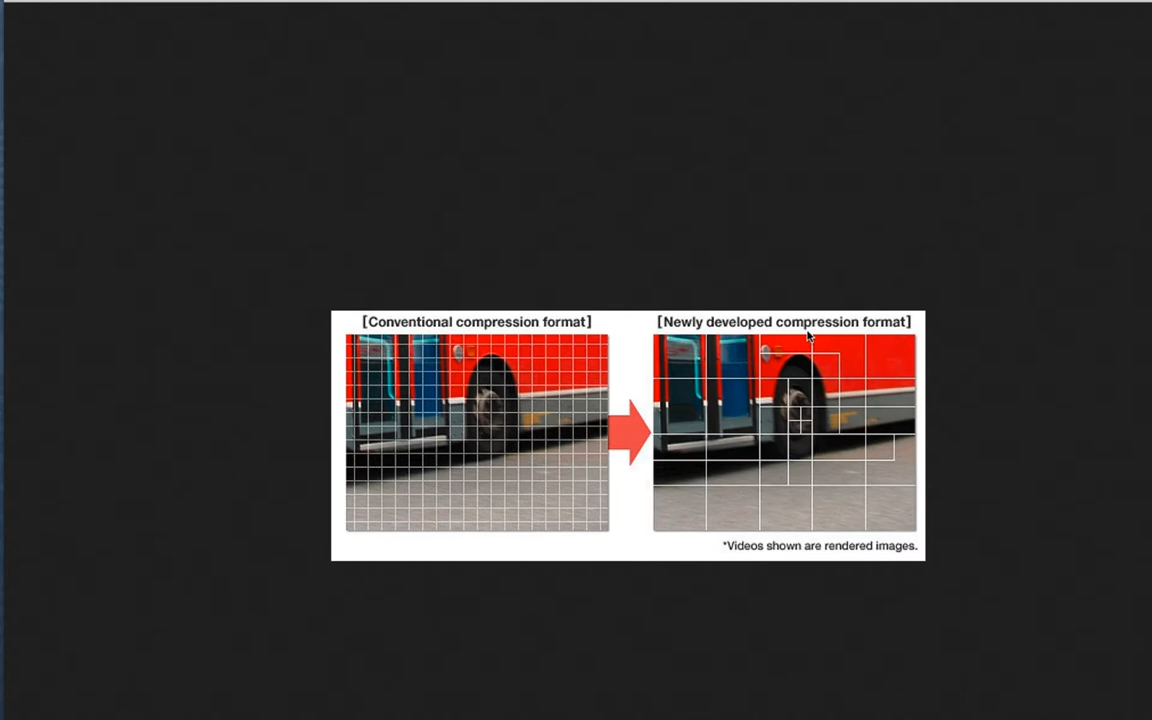 [Conventional compression format]
[Newly developed compression format]
*Videos shown are rendered images.